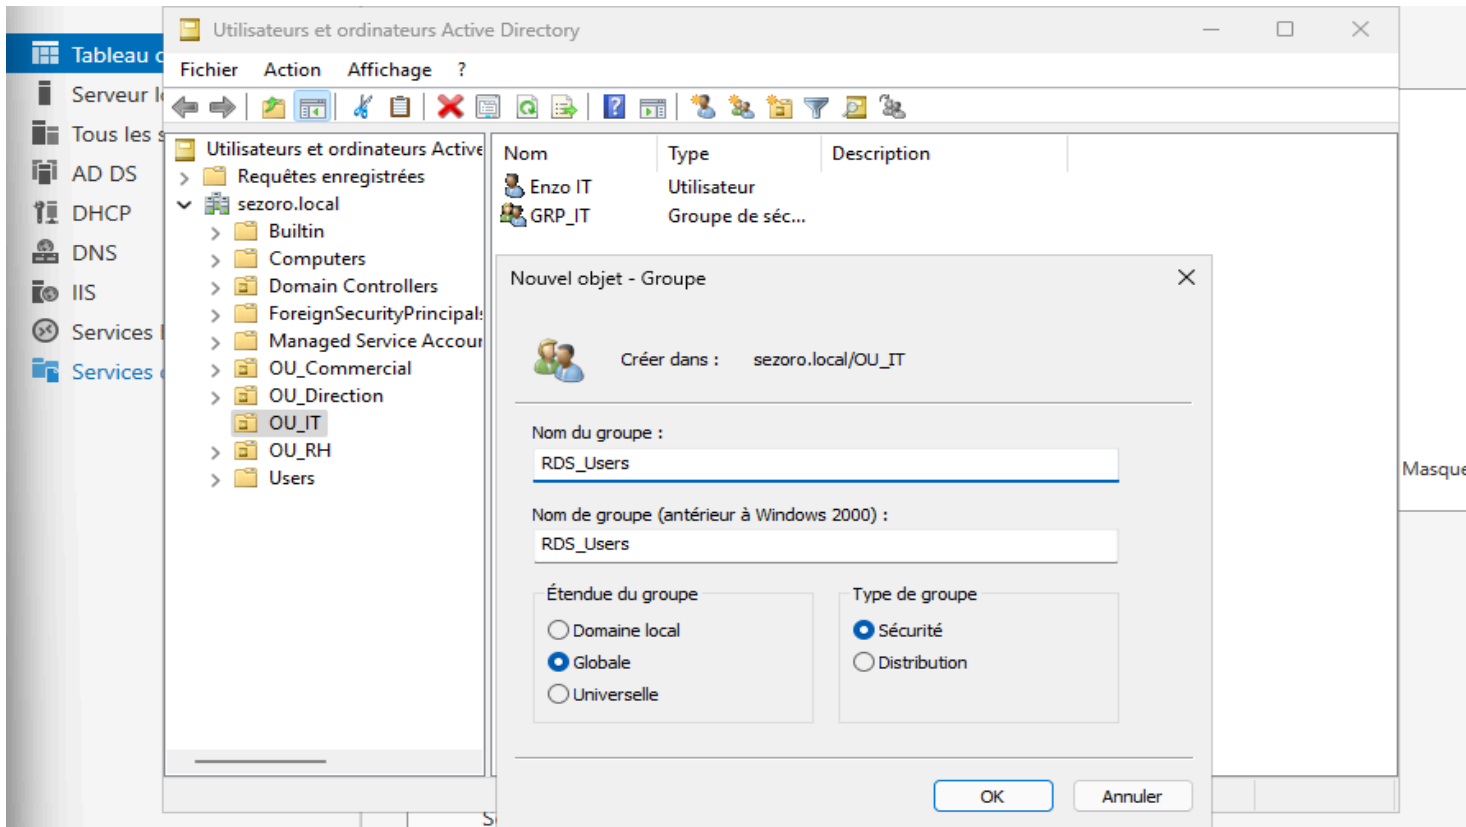 Utilisateurs et ordinateurs Active Directory
Fichier Action Affichage ?
Tableau
Serveur
Tous les
AD DS
DHCP
DNS
IIS
Services
Services
Utilisateurs et ordinateurs Active
Requêtes enregistrées
sezoro.local
Builtin
Computers
Domain Controllers
ForeignSecurityPrincipal
Managed Service Accour
OU_Commercial
OU_Direction
OU_IT
OU_RH
Users
Nom Type Description
Enzo IT Utilisateur
GRP_IT Groupe de séc...
Nouvel objet - Groupe
Créer dans : sezoro.local/OU_IT
Nom du groupe :
RDS_Users
Nom de groupe (antérieur à Windows 2000) :
RDS_Users
Étendue du groupe
Domaine local
Globale
Universelle
Type de groupe
Sécurité
Distribution
OK Annuler
Masque